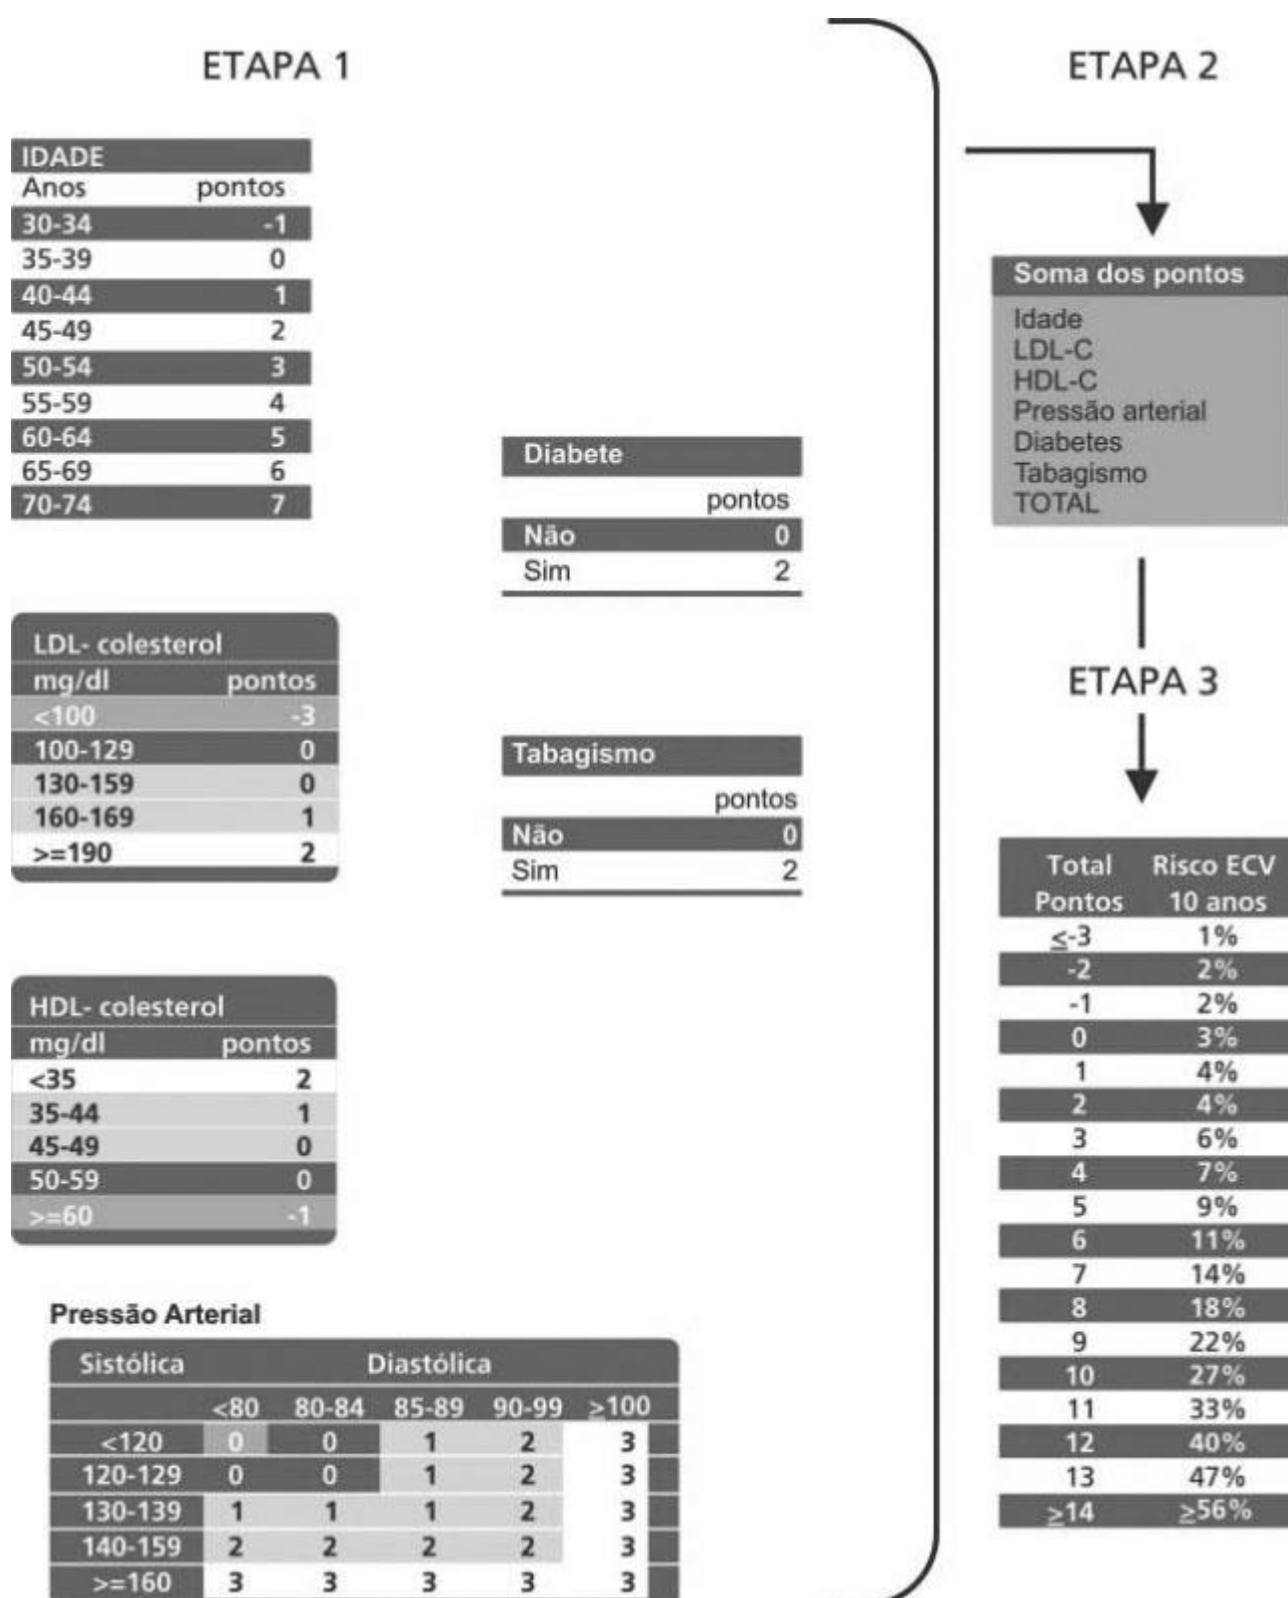 ETAPA 1
IDADE
Anos pontos
30-34 -1
35-39 0
40-44 1
45-49 2
50-54 3
55-59 4
60-64 5
65-69 6
70-74 7
LDL- colesterol
mg/dl pontos
<100 -3
100-129 0
130-159 0
160-169 1
>=190 2
HDL- colesterol
mg/dl pontos
<35 2
35-44 1
45-49 0
50-59 0
>=60 -1
Pressão Arterial
Sistólica Diastólica
<80 80-84 85-89 90-99 ≥100
<120 0 0 1 2 3
120-129 0 0 1 2 3
130-139 1 1 1 2 3
140-159 2 2 2 2 3
>=160 3 3 3 3 3
Diabete
pontos
Não 0
Sim 2
Tabagismo
pontos
Não 0
Sim 2
ETAPA 2
Soma dos pontos
Idade
LDL-C
HDL-C
Pressão arterial
Diabetes
Tabagismo
TOTAL
ETAPA 3
Total Risco ECV
Pontos 10 anos
≤-3 1%
-2 2%
-1 2%
0 3%
1 4%
2 4%
3 6%
4 7%
5 9%
6 11%
7 14%
8 18%
9 22%
10 27%
11 33%
12 40%
13 47%
≥14 ≥56%